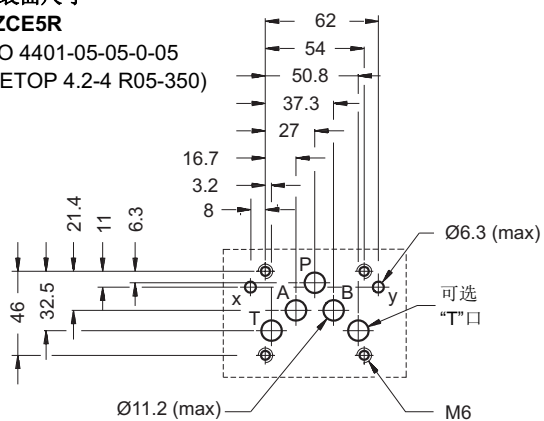 ZCE5R
O 4401-05-05-0-05
ETOP 4.2-4 R05-350)
62
54
50.8
37.3
27
16.7
3.2
8
21.4
11
6.3
46
32.5
Ø6.3 (max)
P
x
A
B
y
T
可选
“T”口
Ø11.2 (max)
M6